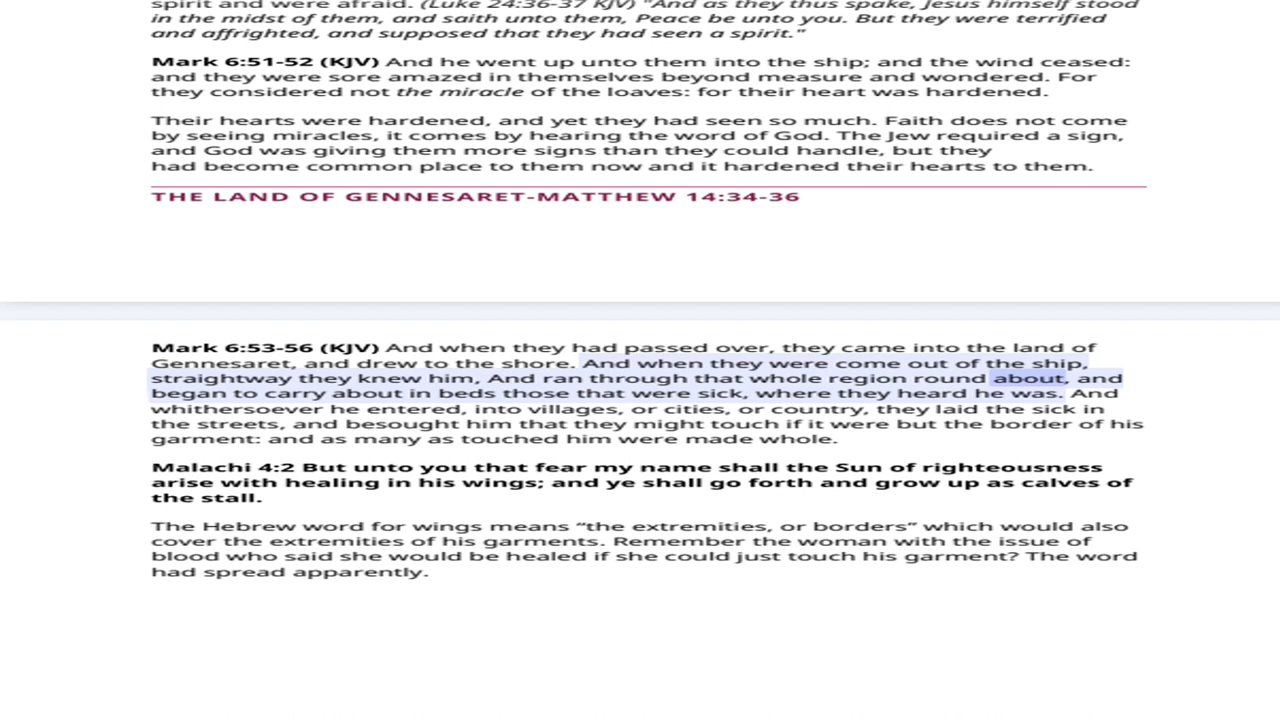 spirit and were afraid. (Luke 24:36-37 KJV) "And as they thus spake, Jesus himself stood
in the midst of them, and saith unto them, Peace be unto you. But they were terrified
and affrighted, and supposed that they had seen a spirit."
Mark 6:51-52 (KJV) And he went up unto them into the ship; and the wind ceased:
and they were sore amazed in themselves beyond measure and wondered. For
they considered not the miracle of the loaves: for their heart was hardened.
Their hearts were hardened, and yet they had seen so much. Faith does not come
by seeing miracles, it comes by hearing the word of God. The Jew required a sign,
and God was giving them more signs than they could handle, but they
had become common place to them now and it hardened their hearts to them.
THE LAND OF GENNESARET-MATTHEW 14:34-36
Mark 6:53-56 (KJV) And when they had passed over, they came into the land of
Gennesaret, and drew to the shore. And when they were come out of the ship,
straightway they knew him, And ran through that whole region round about, and
began to carry about in beds those that were sick, where they heard he was. And
whithersoever he entered, into villages, or cities, or country, they laid the sick in
the streets, and besought him that they might touch if it were but the border of his
garment: and as many as touched him were made whole.
Malachi 4:2 But unto you that fear my name shall the Sun of righteousness
arise with healing in his wings; and ye shall go forth and grow up as calves of
the stall.
The Hebrew word for wings means “the extremities, or borders” which would also
cover the extremities of his garments. Remember the woman with the issue of
blood who said she would be healed if she could just touch his garment? The word
had spread apparently.